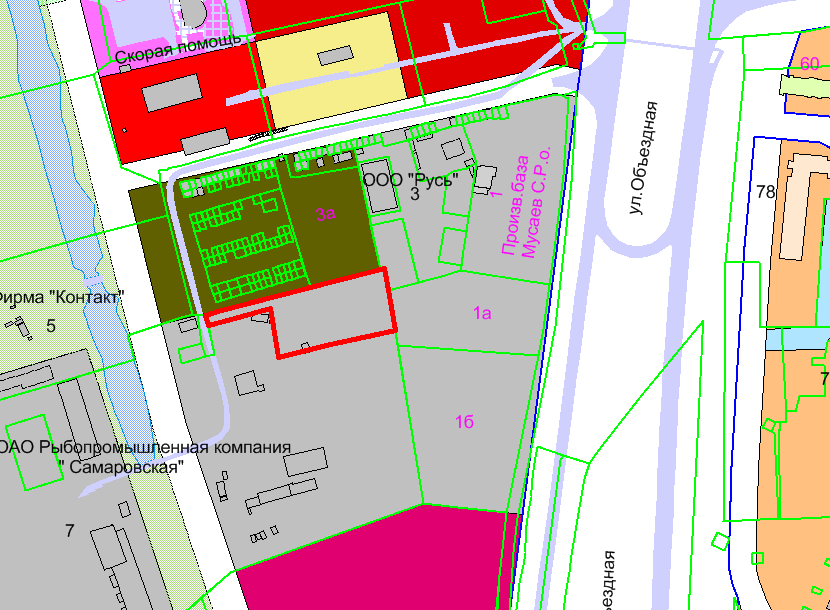 Скорая помощь
60
ул.Объездная
78
ООО "Русь"
3
1
Произв.база
Мусаев С.Р.о.
3а
Фирма "Контакт"
5
1а
7
1б
ОАО Рыбопромышленная компания
" Самаровская"
7
ездная